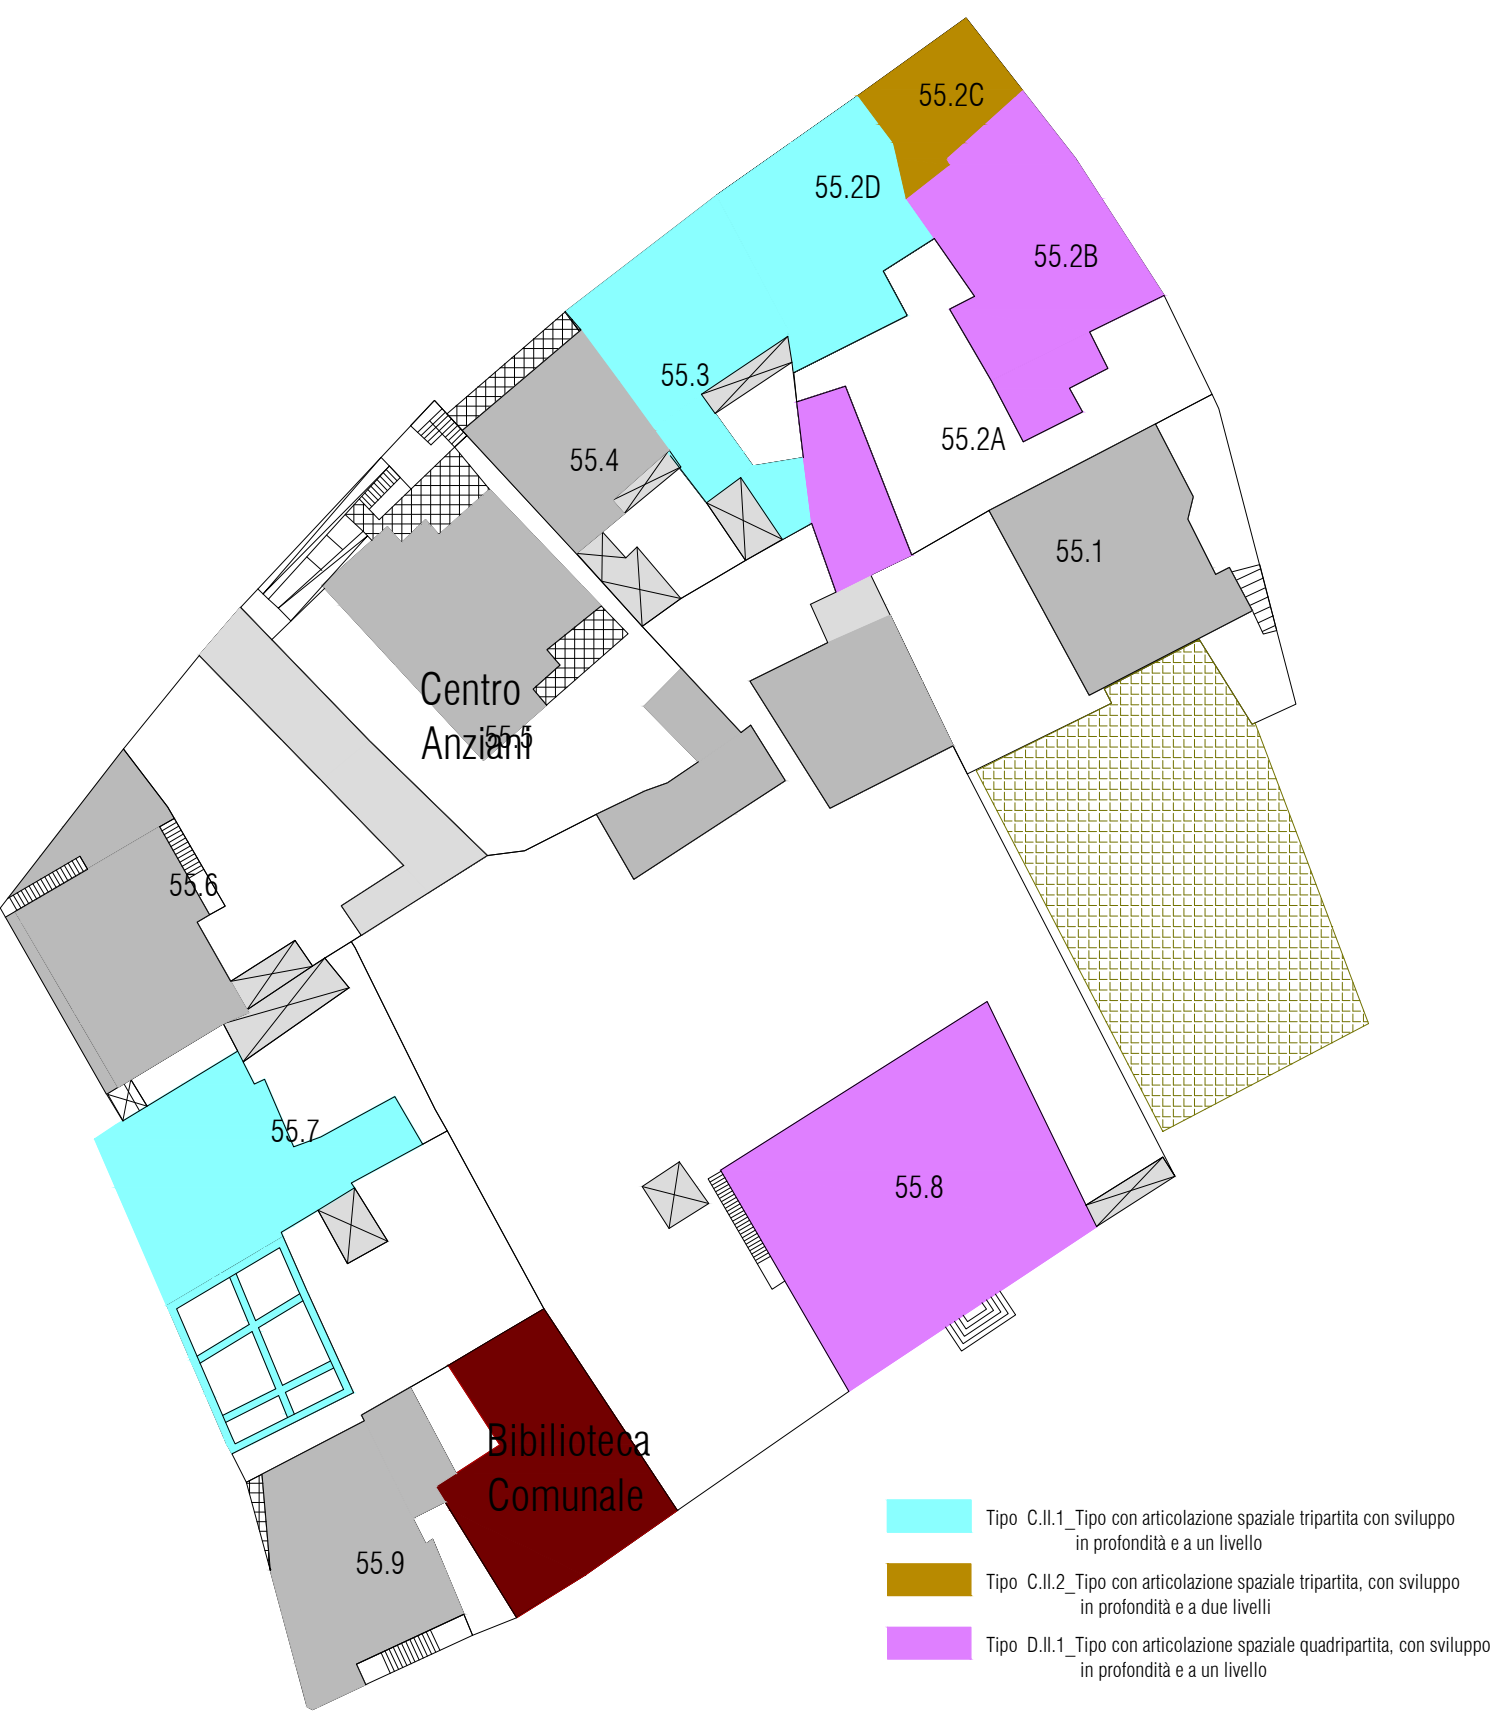 55.2C
55.2D
55.2B
55.3
55.2A
55.4
55.1
Centro
Anziani
55.5
55.6
55.7
55.8
Bibilioteca
Comunale
55.9
Tipo C.II.1_Tipo con articolazione spaziale tripartita con sviluppo
in profondità e a un livello
Tipo C.II.2_Tipo con articolazione spaziale tripartita, con sviluppo
in profondità e a due livelli
Tipo D.II.1_Tipo con articolazione spaziale quadripartita, con sviluppo
in profondità e a un livello